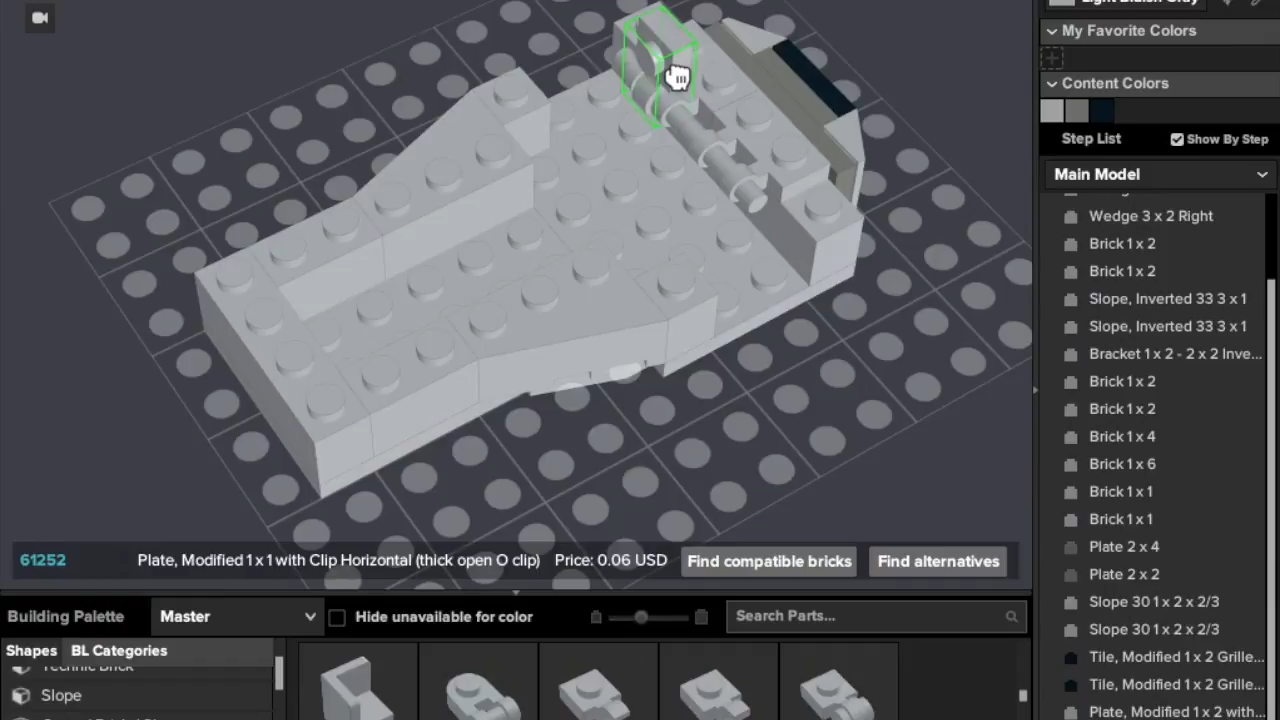 Light Bluish Gray
My Favorite Colors
Content Colors
Step List
Show By Step
Main Model
Wedge 3 x 2 Right
Brick 1 x 2
Brick 1 x 2
Slope, Inverted 33 3 x 1
Slope, Inverted 33 3 x 1
Bracket 1 x 2 - 2 x 2 Inve...
Brick 1 x 2
Brick 1 x 2
Brick 1 x 4
Brick 1 x 6
Brick 1 x 1
Brick 1 x 1
Plate 2 x 4
Plate 2 x 2
Slope 30 1 x 2 x 2/3
Slope 30 1 x 2 x 2/3
Tile, Modified 1 x 2 Grille...
Tile, Modified 1 x 2 Grille...
Plate, Modified 1 x 2 with...
61252
Plate, Modified 1 x 1 with Clip Horizontal (thick open O clip)
Price: 0.06 USD
Find compatible bricks
Find alternatives
Building Palette
Master
Hide unavailable for color
Search Parts...
Shapes
BL Categories
Technic Brick
Slope